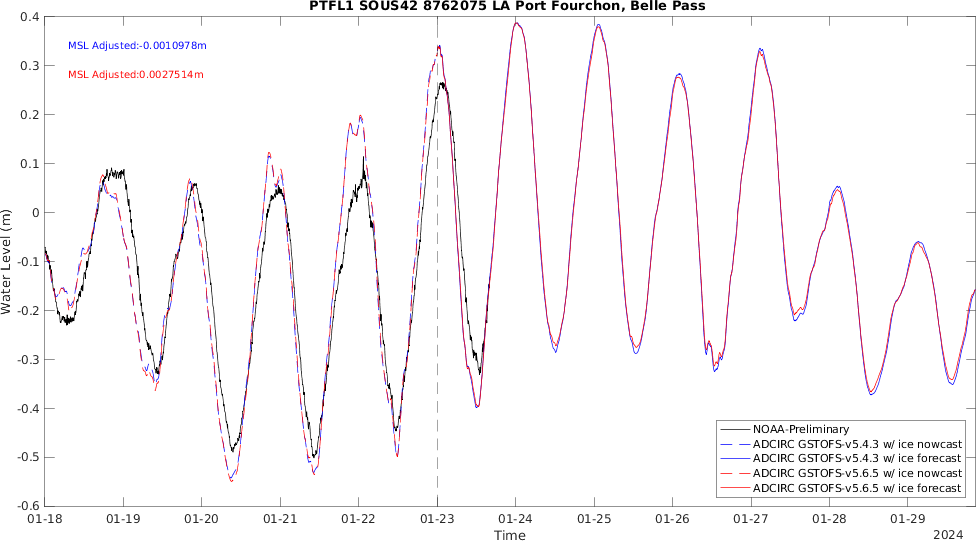 PTFL1 SOUS42 8762075 LA Port Fourchon, Belle Pass
MSL Adjusted:-0.0010978m
MSL Adjusted:0.0027514m
Water Level (m)
0.4
0.3
0.2
0.1
0
-0.1
-0.2
-0.3
-0.4
-0.5
-0.6
NOAA-Preliminary
ADCIRC GSTOFS-v5.4.3 w/ ice nowcast
ADCIRC GSTOFS-v5.4.3 w/ ice forecast
ADCIRC GSTOFS-v5.6.5 w/ ice nowcast
ADCIRC GSTOFS-v5.6.5 w/ ice forecast
01-18 01-19 01-20 01-21 01-22 01-23 01-24 01-25 01-26 01-27 01-28 01-29
Time
2024